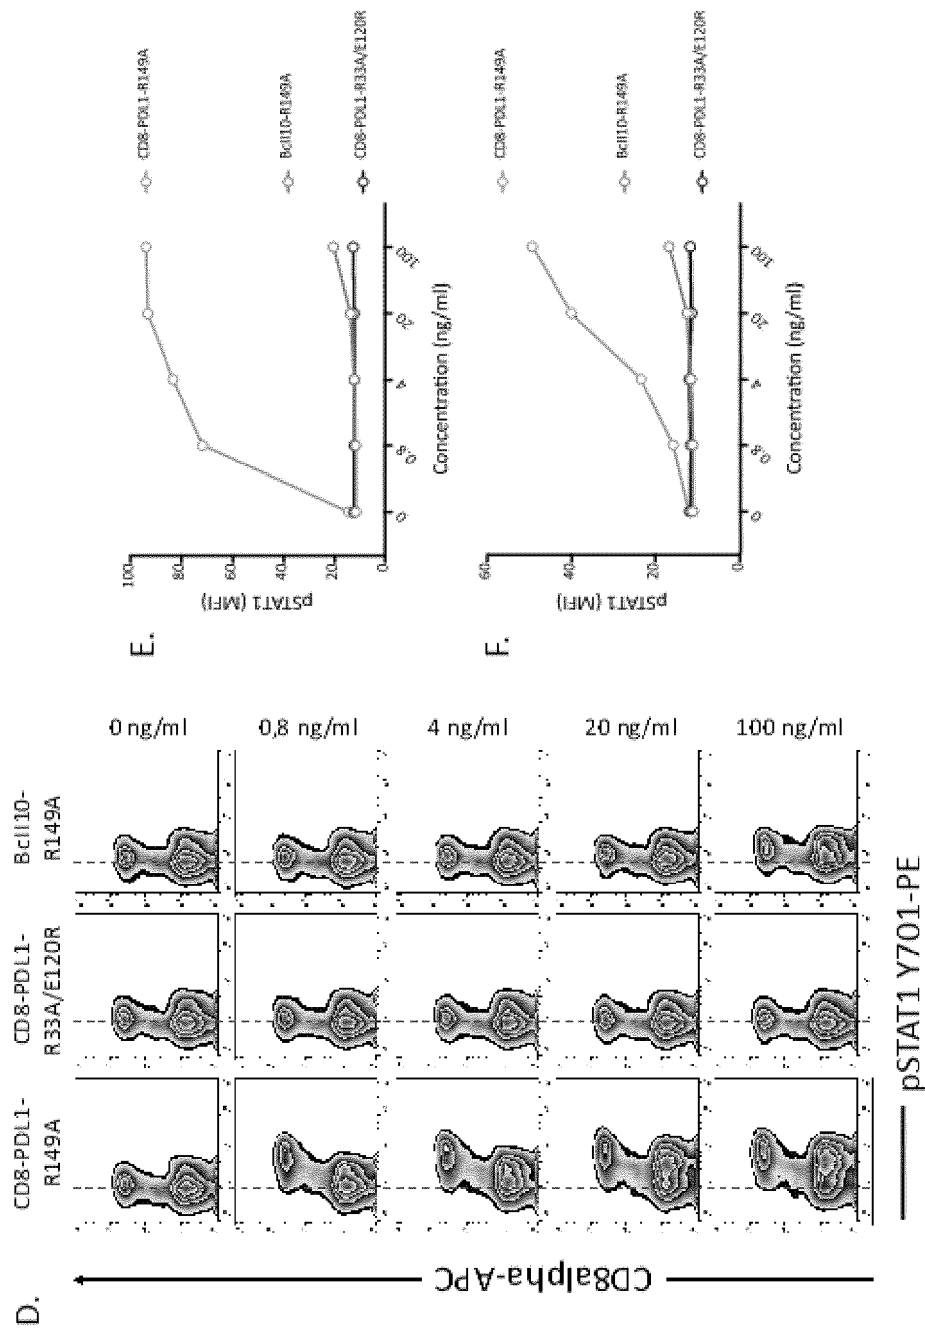 D.
CD8-PDL1-
R149A
CD8-PDL1-
R33A/E120R
BcII10-
R149A
0 ng/ml
0,8 ng/ml
4 ng/ml
20 ng/ml
100 ng/ml
CD8alpha-APC
pSTAT1 Y701-PE
E.
pSTAT1 (MFI)
100
80
60
40
20
0
0
0,8
4
20
100
Concentration (ng/ml)
CD8-PDL1-R149A
BcII10-R149A
CD8-PDL1-R33A/E120R
F.
pSTAT1 (MFI)
60
40
20
0
0
0,8
4
20
100
Concentration (ng/ml)
CD8-PDL1-R149A
BcII10-R149A
CD8-PDL1-R33A/E120R